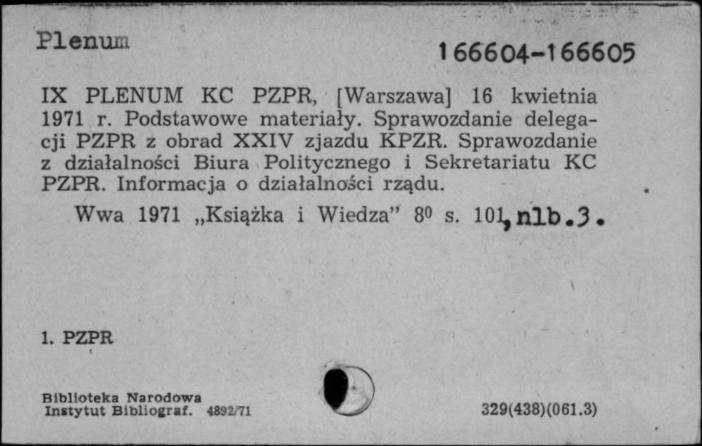 Plenum
166604-166605
IX PLENUM KC PZPR, [Warszawa] 16 kwietnia
1971 r. Podstawowe materiały. Sprawozdanie delega-
cji PZPR z obrad XXIV zjazdu KPZR. Sprawozdanie
z działalności Biura Politycznego i Sekretariatu KC
PZPR. Informacja o działalności rządu.
Wwa 1971 „Książka i Wiedza” 8⁰ s. 101, nlb.3.
1. PZPR
Biblioteka Narodowa
Instytut Bibliograf. 4892/71
329(438)(061.3)